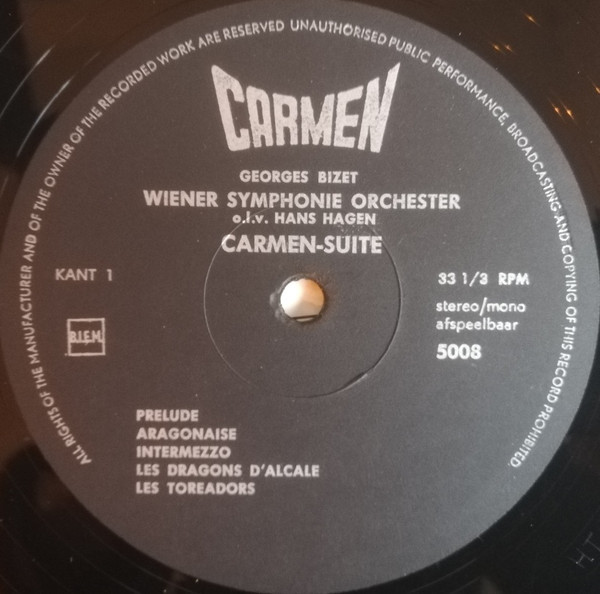 ALL RIGHTS OF THE MANUFACTURER AND OF THE OWNER OF THE RECORDED WORK ARE RESERVED UNAUTHORISED PUBLIC PERFORMANCE, BROADCASTING AND COPYING OF THIS RECORD PROHIBITED
CARMEN
GEORGES BIZET
WIENER SYMPHONIE ORCHESTER
o.l.v. HANS HAGEN
CARMEN-SUITE
KANT 1
33 1/3 RPM
stereo/mono
afspeelbaar
5008
B.I.E.M.
PRELUDE
ARAGONAISE
INTERMEZZO
LES DRAGONS D'ALCALE
LES TOREADORS